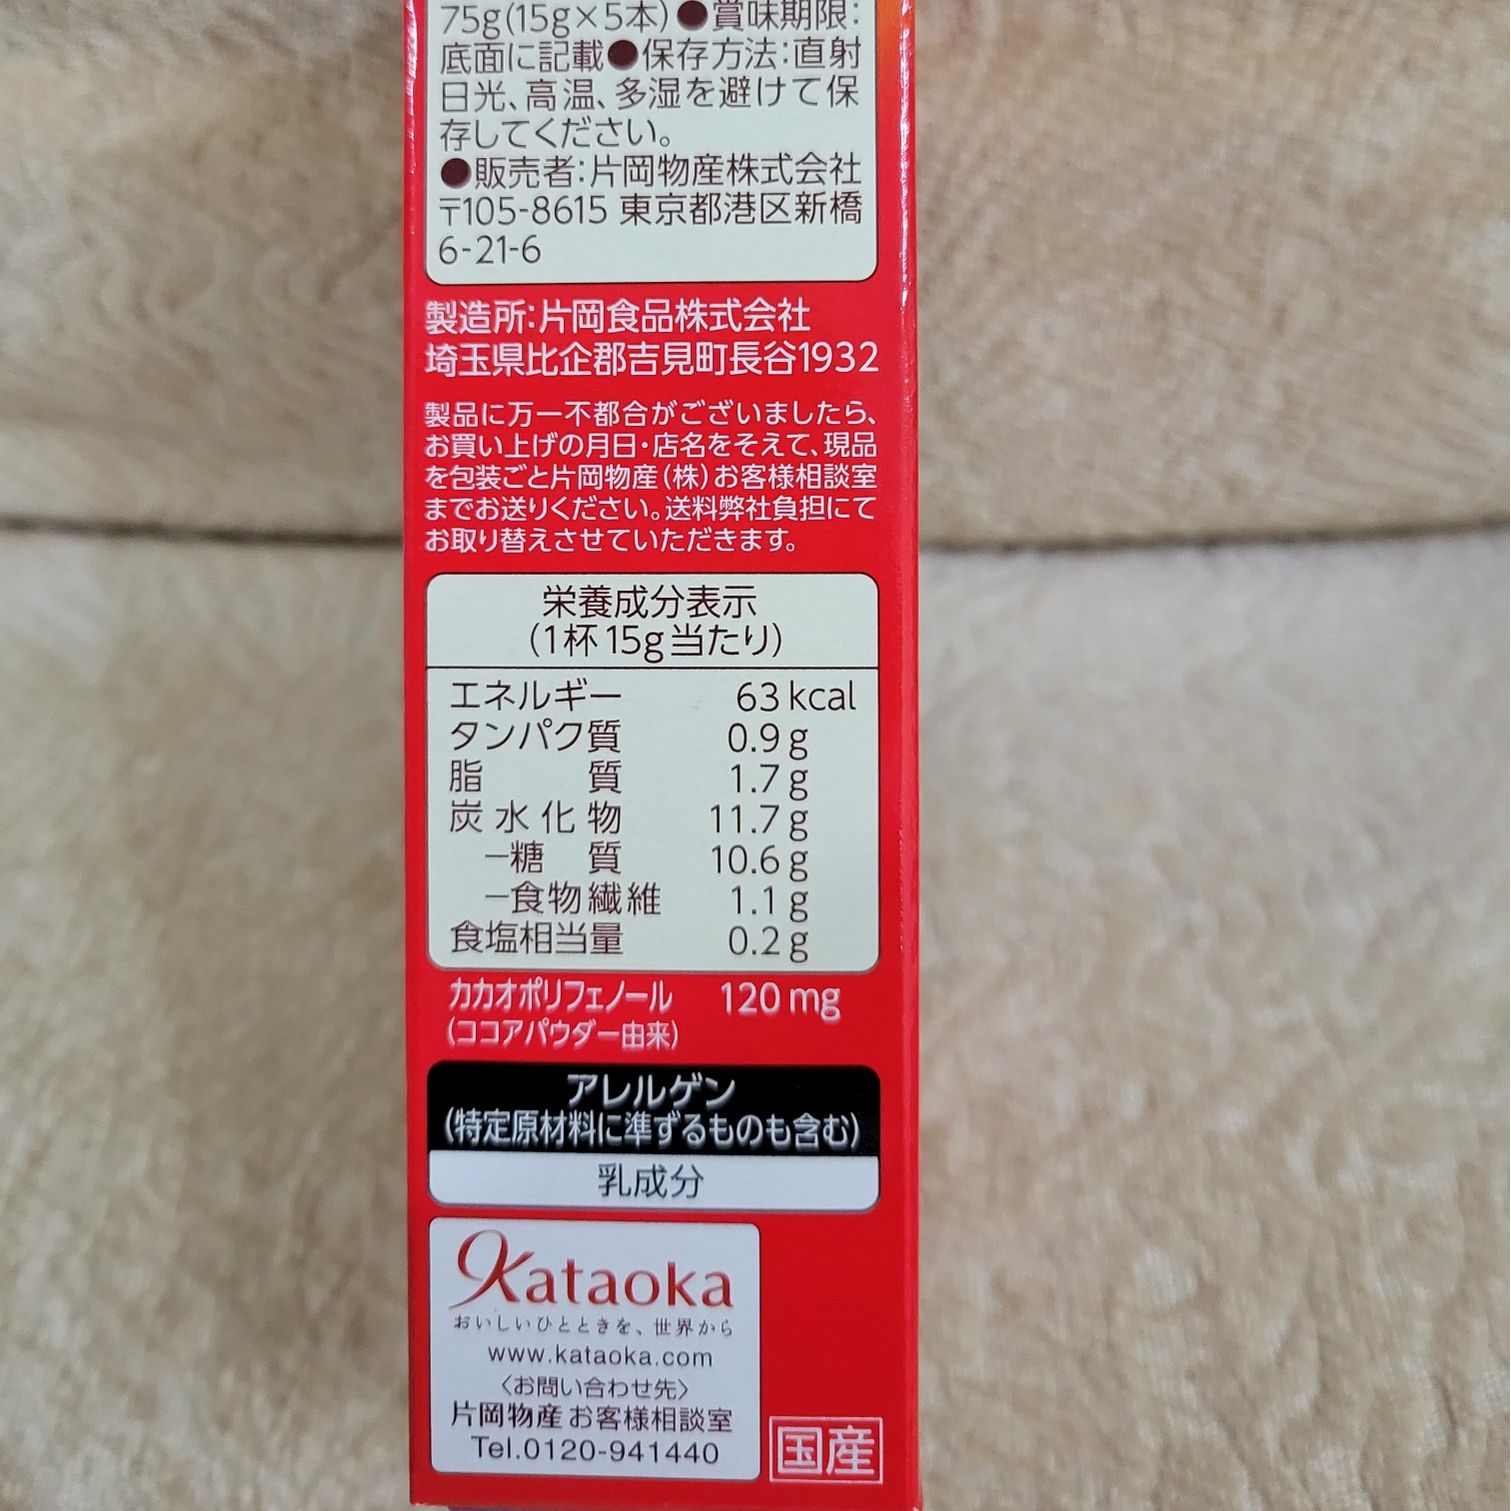 75g(15g×5本)●賞味期限:
底面に記載●保存方法:直射
日光、高温、多湿を避けて保
存してください。
●販売者:片岡物産株式会社
〒105-8615 東京都港区新橋
6-21-6
製造所:片岡食品株式会社
埼玉県比企郡吉見町長谷1932
製品に万一不都合がございましたら、
お買い上げの月日・店名をそえて、現品
を包装ごと片岡物産(株)お客様相談室
までお送りください。送料弊社負担にて
お取り替えさせていただきます。
栄養成分表示
(1杯15g当たり)
エネルギー 63kcal
タンパク質 0.9g
脂質 1.7g
炭水化物 11.7g
−糖質 10.6g
−食物繊維 1.1g
食塩相当量 0.2g
カカオポリフェノール 120mg
(ココアパウダー由来)
アレルゲン
(特定原材料に準ずるものも含む)
乳成分
Kataoka
おいしいひとときを、世界から
www.kataoka.com
〈お問い合わせ先〉
片岡物産 お客様相談室
Tel.0120-941440
国産